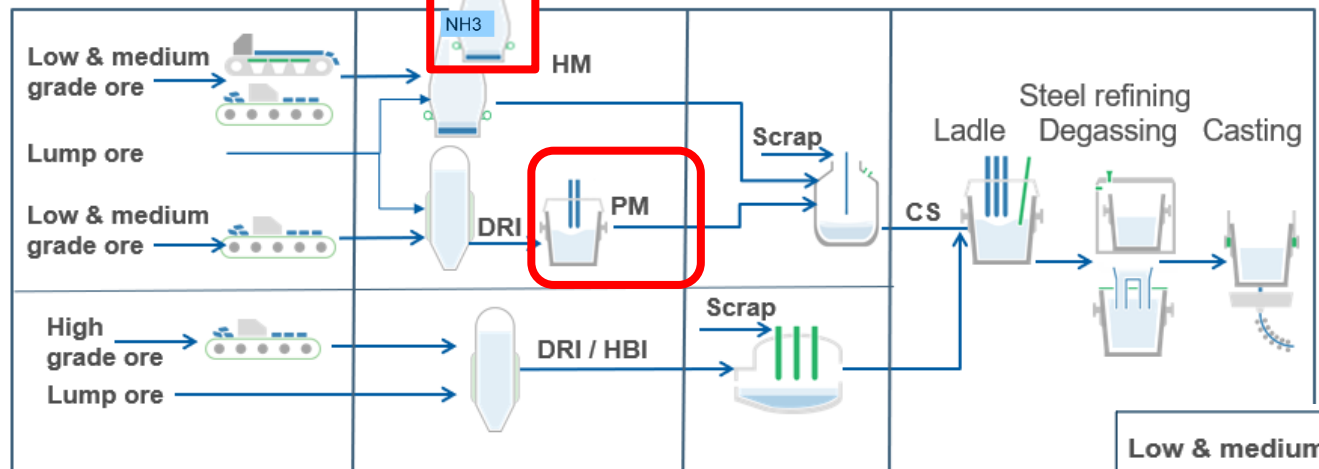 NH3
Low & medium
grade ore
HM
Lump ore
Low & medium
grade ore
DRI
PM
Scrap
CS
Ladle
Steel refining
Degassing
Casting
High
grade ore
Lump ore
DRI / HBI
Scrap
Low & medium